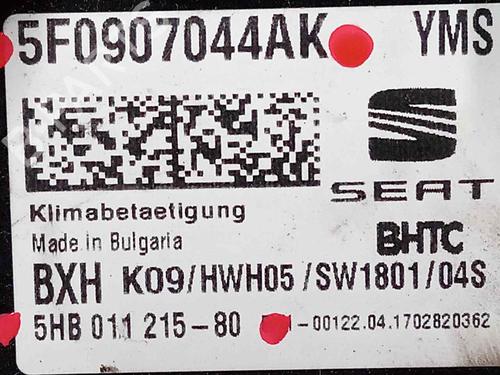 5F0907044AK YMS
SEAT
Klimabetaetigung
Made in Bulgaria
BHTC
BXH K09/HWH05/SW1801/04S
5HB 011 215-80 -00122.04.1702820362